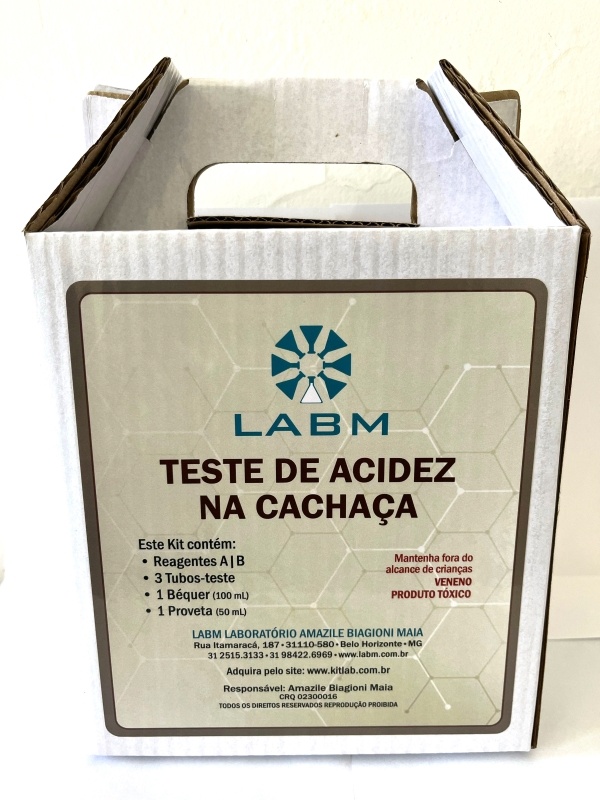 LABM
TESTE DE ACIDEZ
NA CACHAÇA
Este Kit contém:
• Reagentes A|B
• 3 Tubos-teste
• 1 Béquer (100 mL)
• 1 Proveta (50 mL)
Mantenha fora do
alcance de crianças
VENENO
PRODUTO TÓXICO
LABM LABORATÓRIO AMAZILE BIAGIONI MAIA
Rua Itamaracá, 187 • 31110-580 • Belo Horizonte • MG
31 2515.3133 • 31 98422.6969 • www.labm.com.br
Adquira pelo site: www.kitlab.com.br
Responsável: Amazile Biagioni Maia
CRQ 02300016
TODOS OS DIREITOS RESERVADOS REPRODUÇÃO PROIBIDA